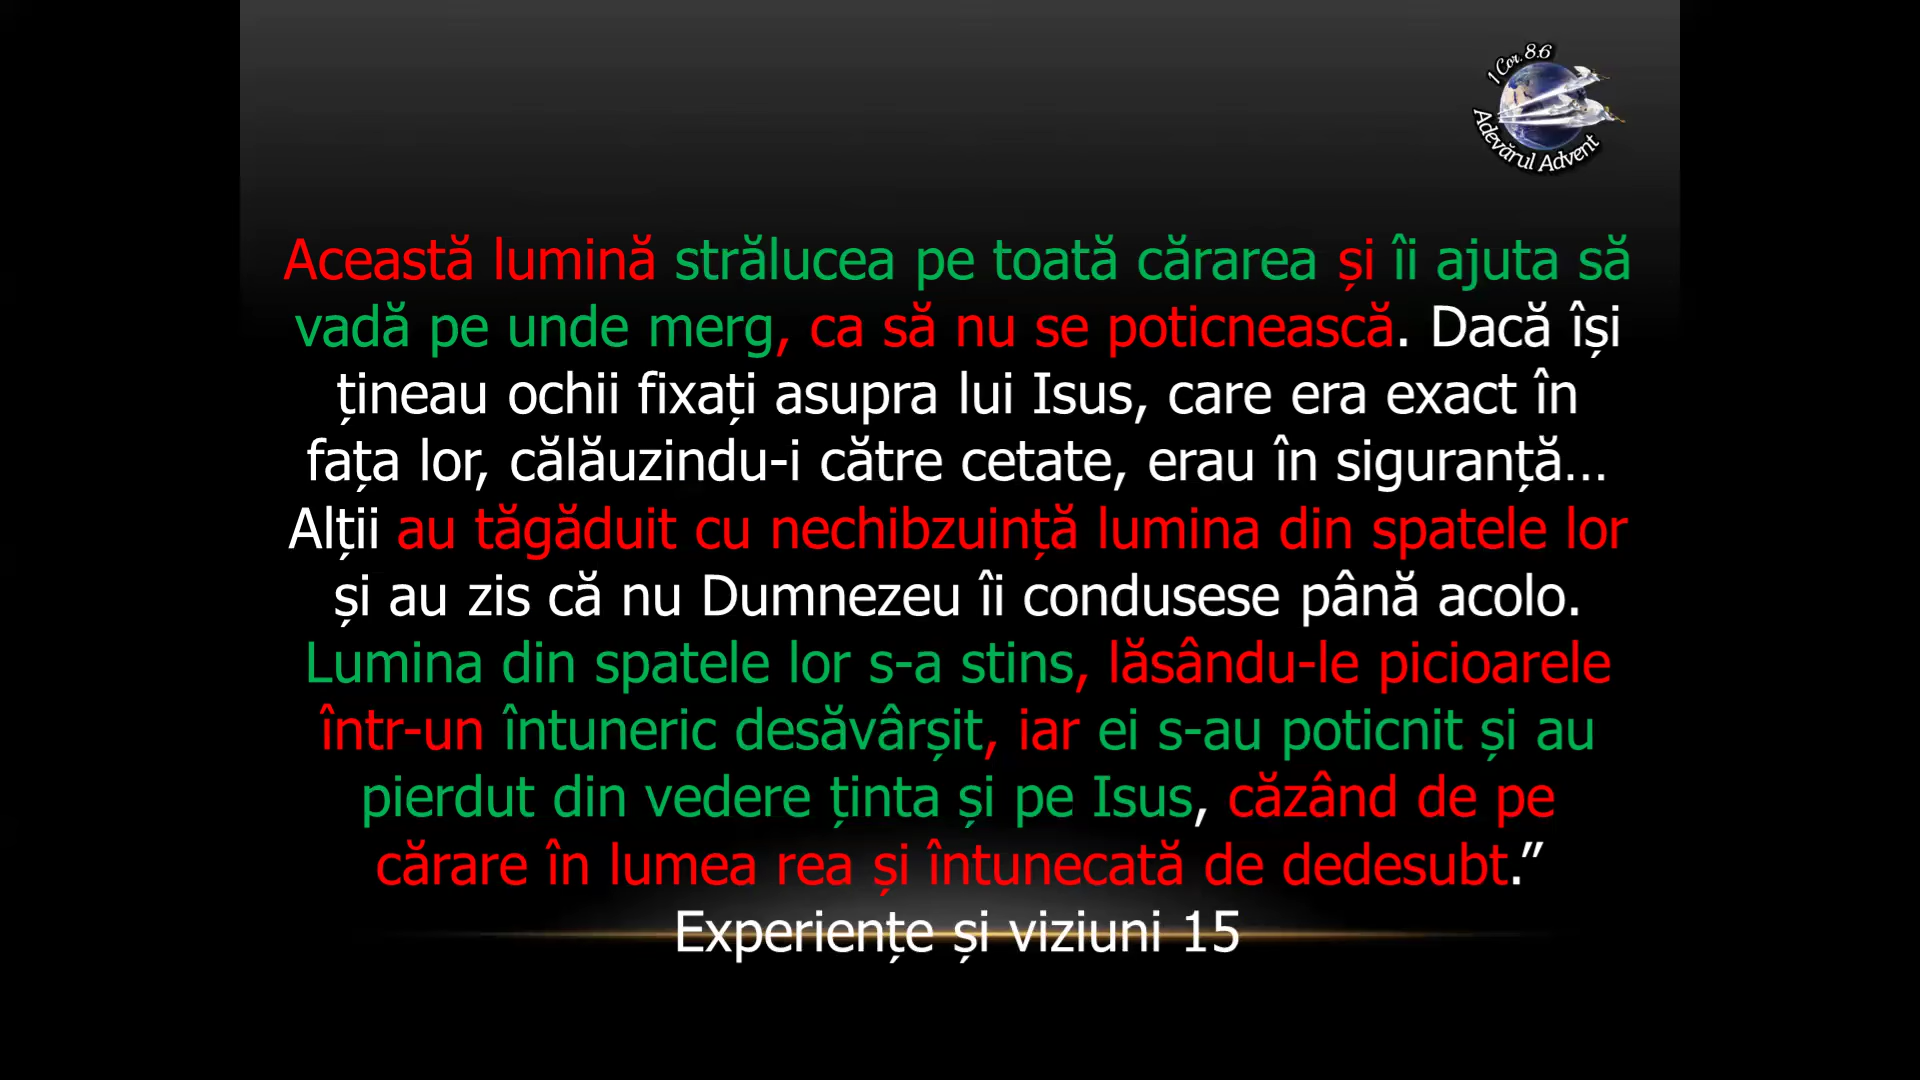 1 Cor. 8:6
Adevărul Advent
Această lumină strălucea pe toată cărarea și îi ajuta să
vadă pe unde merg, ca să nu se poticnească. Dacă își
țineau ochii fixați asupra lui Isus, care era exact în
fața lor, călăuzindu-i către cetate, erau în siguranță…
Alții au tăgăduit cu nechibzuință lumina din spatele lor
și au zis că nu Dumnezeu îi condusese până acolo.
Lumina din spatele lor s-a stins, lăsându-le picioarele
într-un întuneric desăvârșit, iar ei s-au poticnit și au
pierdut din vedere ținta și pe Isus, căzând de pe
cărare în lumea rea și întunecată de dedesubt.”
Experiențe și viziuni 15